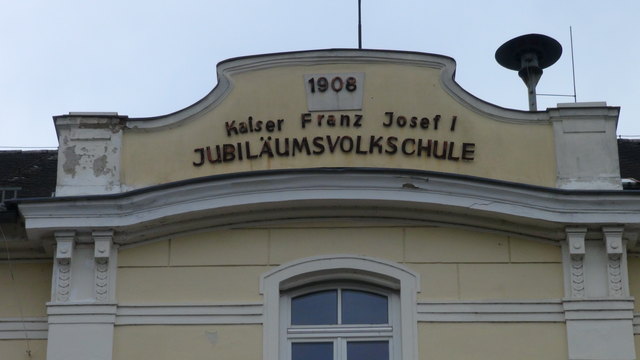 1908
Kaiser Franz Josef I
JUBILÄUMSVOLKSCHULE